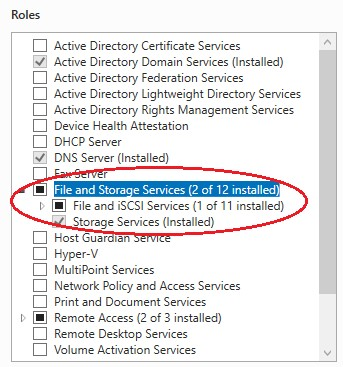 Roles
Active Directory Certificate Services
Active Directory Domain Services (Installed)
Active Directory Federation Services
Active Directory Lightweight Directory Services
Active Directory Rights Management Services
Device Health Attestation
DHCP Server
DNS Server (Installed)
Fax Server
File and Storage Services (2 of 12 installed)
File and iSCSI Services (1 of 11 installed)
Storage Services (Installed)
Host Guardian Service
Hyper-V
MultiPoint Services
Network Policy and Access Services
Print and Document Services
Remote Access (2 of 3 installed)
Remote Desktop Services
Volume Activation Services